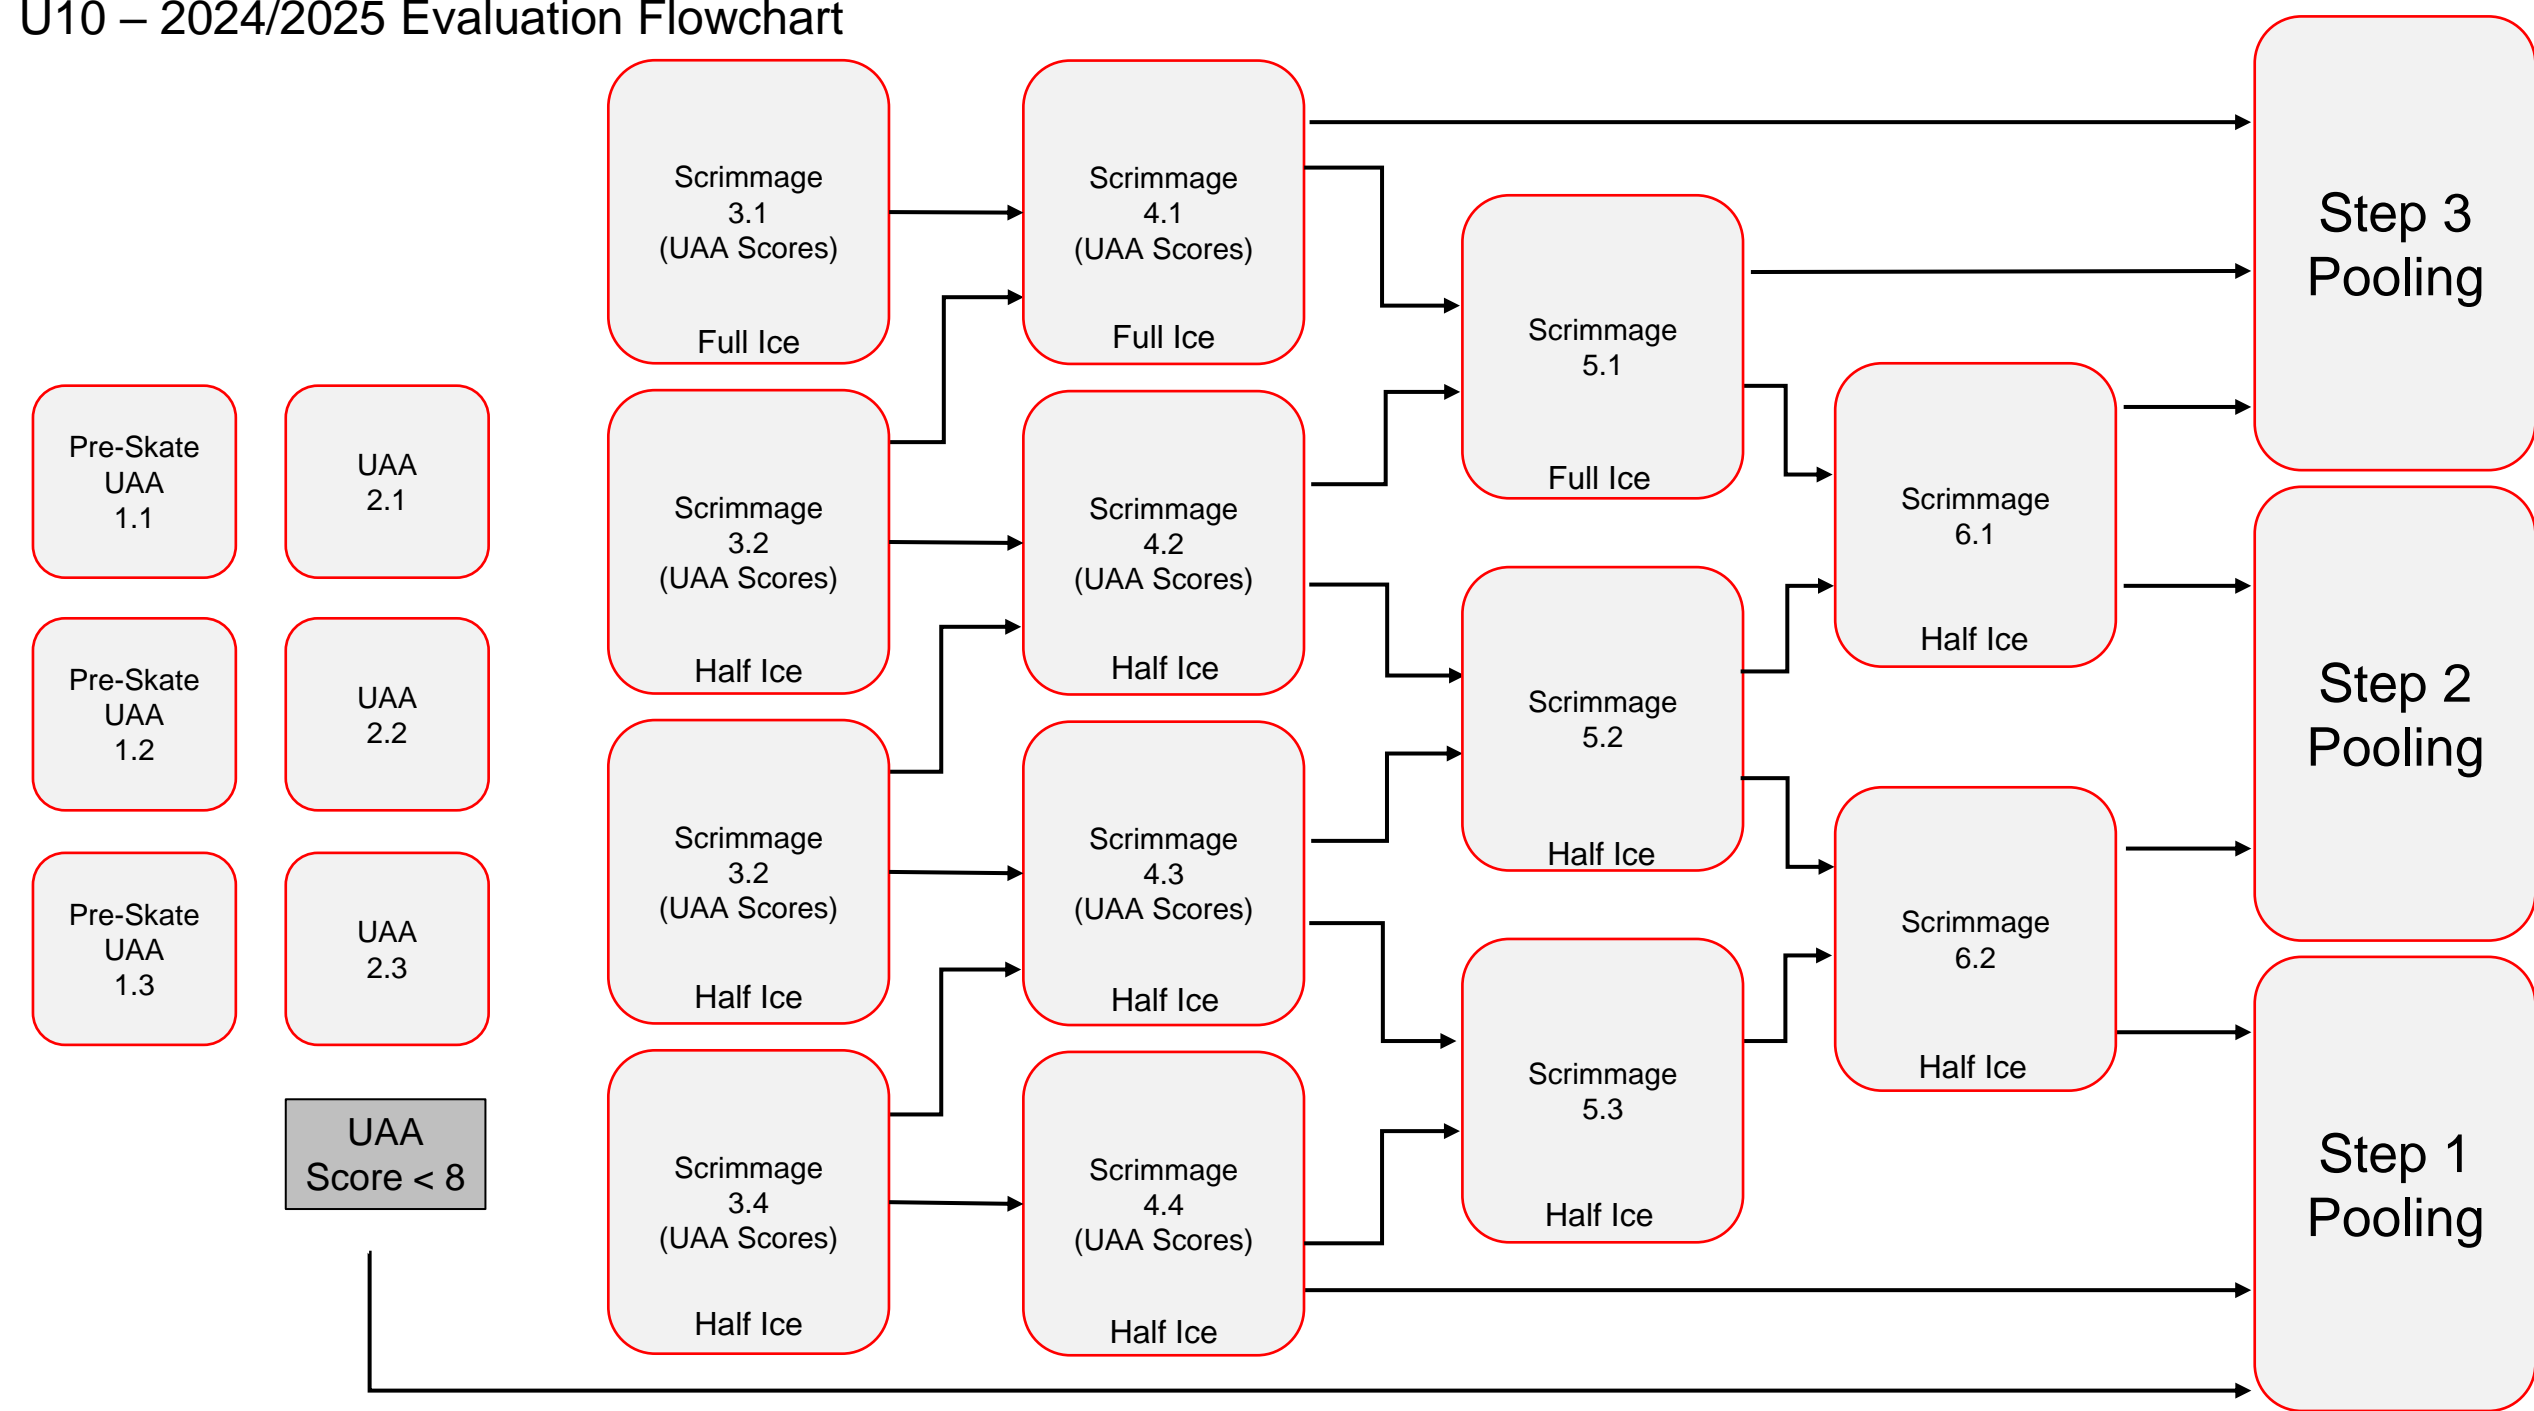 U10 – 2024/2025 Evaluation Flowchart
Pre-Skate
UAA
1.1
Pre-Skate
UAA
1.2
Pre-Skate
UAA
1.3
UAA
2.1
UAA
2.2
UAA
2.3
UAA
Score < 8
Scrimmage
3.1
(UAA Scores)
Full Ice
Scrimmage
3.2
(UAA Scores)
Half Ice
Scrimmage
3.2
(UAA Scores)
Half Ice
Scrimmage
3.4
(UAA Scores)
Half Ice
Scrimmage
4.1
(UAA Scores)
Full Ice
Scrimmage
4.2
(UAA Scores)
Half Ice
Scrimmage
4.3
(UAA Scores)
Half Ice
Scrimmage
4.4
(UAA Scores)
Half Ice
Scrimmage
5.1
Full Ice
Scrimmage
5.2
Half Ice
Scrimmage
5.3
Half Ice
Scrimmage
6.1
Half Ice
Scrimmage
6.2
Half Ice
Step 3
Pooling
Step 2
Pooling
Step 1
Pooling